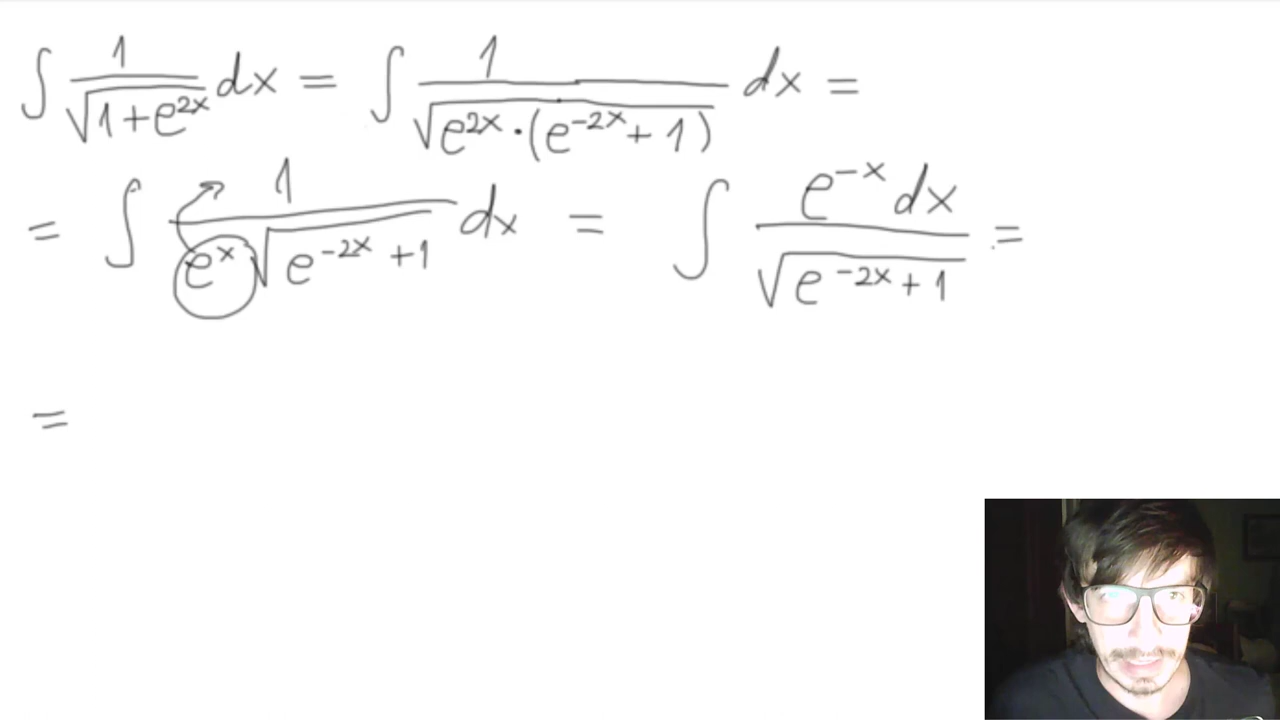 ∫ 1/√(1+e^(2x)) dx = ∫ 1/√(e^(2x)·(e^(-2x)+1)) dx =
= ∫ 1/(e^x √(e^(-2x)+1)) dx = ∫ e^(-x) dx/√(e^(-2x)+1) =
=